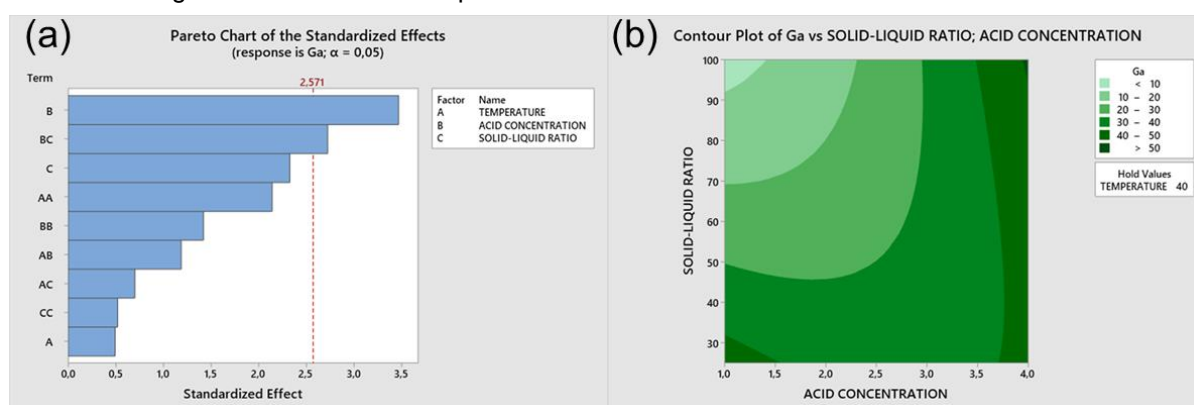 (a)
Pareto Chart of the Standardized Effects
(response is Ga; α = 0,05)
Term
2,571
B
BC
C
AA
BB
AB
AC
CC
A
0,0 0,5 1,0 1,5 2,0 2,5 3,0 3,5
Standardized Effect
Factor Name
A TEMPERATURE
B ACID CONCENTRATION
C SOLID-LIQUID RATIO
(b)
Contour Plot of Ga vs SOLID-LIQUID RATIO; ACID CONCENTRATION
100
90
80
70
60
50
40
30
SOLID-LIQUID RATIO
1,0 1,5 2,0 2,5 3,0 3,5 4,0
ACID CONCENTRATION
Ga
< 10
10 – 20
20 – 30
30 – 40
40 – 50
> 50
Hold Values
TEMPERATURE 40